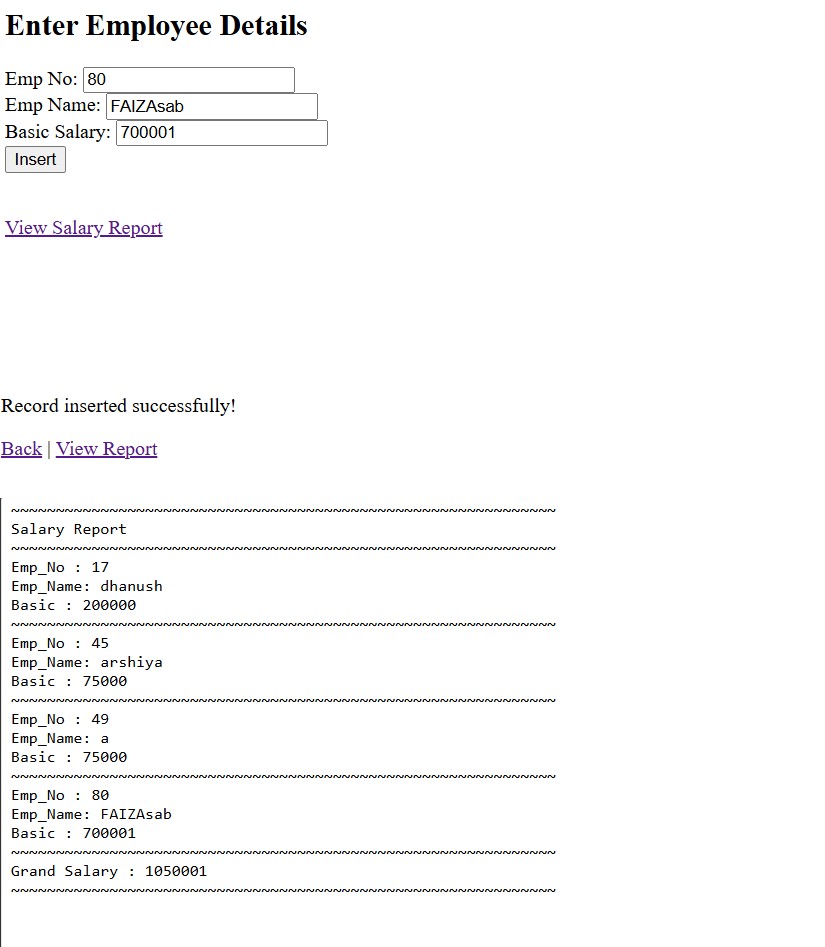 Enter Employee Details
Emp No: 80
Emp Name: FAIZAsab
Basic Salary: 700001
Insert
View Salary Report
Record inserted successfully!
Back | View Report
~~~~~~~~~~~~~~~~~~~~~~~~~~~~~~~~~~~~~~~~~~~~~~~~~~~~~~~~~~~~~
Salary Report
~~~~~~~~~~~~~~~~~~~~~~~~~~~~~~~~~~~~~~~~~~~~~~~~~~~~~~~~~~~~~
Emp_No : 17
Emp_Name: dhanush
Basic : 200000
~~~~~~~~~~~~~~~~~~~~~~~~~~~~~~~~~~~~~~~~~~~~~~~~~~~~~~~~~~~~~
Emp_No : 45
Emp_Name: arshiya
Basic : 75000
~~~~~~~~~~~~~~~~~~~~~~~~~~~~~~~~~~~~~~~~~~~~~~~~~~~~~~~~~~~~~
Emp_No : 49
Emp_Name: a
Basic : 75000
~~~~~~~~~~~~~~~~~~~~~~~~~~~~~~~~~~~~~~~~~~~~~~~~~~~~~~~~~~~~~
Emp_No : 80
Emp_Name: FAIZAsab
Basic : 700001
~~~~~~~~~~~~~~~~~~~~~~~~~~~~~~~~~~~~~~~~~~~~~~~~~~~~~~~~~~~~~
Grand Salary : 1050001
~~~~~~~~~~~~~~~~~~~~~~~~~~~~~~~~~~~~~~~~~~~~~~~~~~~~~~~~~~~~~